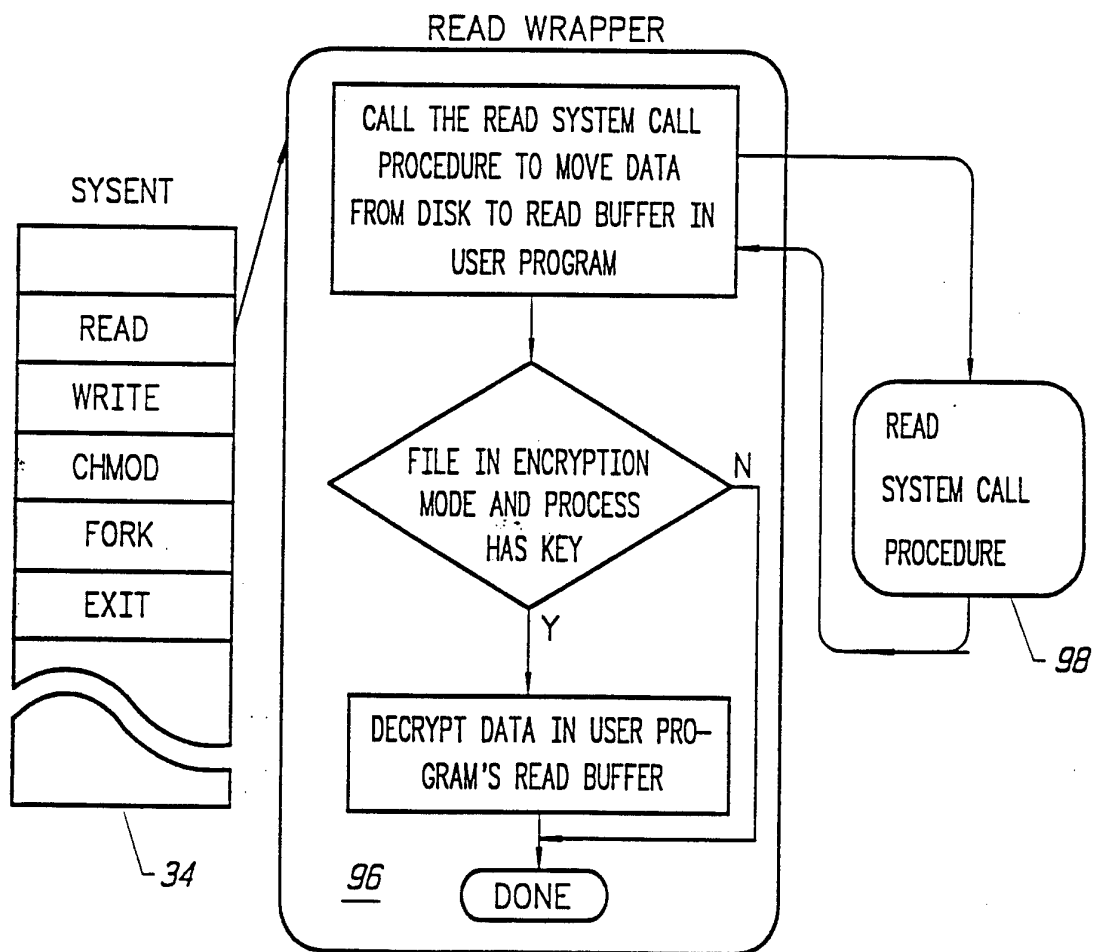 READ WRAPPER
CALL THE READ SYSTEM CALL
PROCEDURE TO MOVE DATA
FROM DISK TO READ BUFFER IN
USER PROGRAM
SYSENT
READ
WRITE
CHMOD
FORK
EXIT
34
FILE IN ENCRYPTION
MODE AND PROCESS
HAS KEY
N
Y
DECRYPT DATA IN USER PRO-
GRAM'S READ BUFFER
96
DONE
READ
SYSTEM CALL
PROCEDURE
98